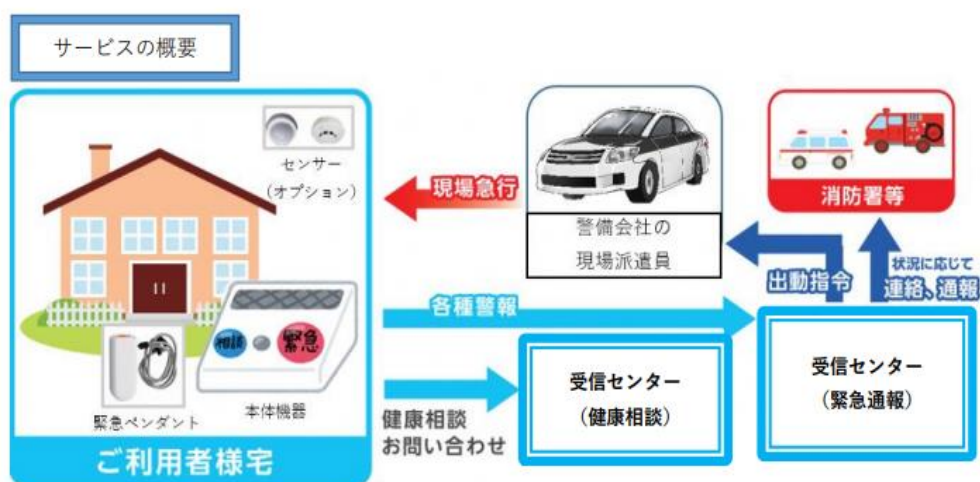 サービスの概要
センサー
(オプション)
相談
緊急
緊急ペンダント
本体機器
ご利用者様宅
現場急行
警備会社の
現場派遣員
消防署等
出動指令
状況に応じて
連絡、通報
各種警報
健康相談
お問い合わせ
受信センター
(健康相談)
受信センター
(緊急通報)